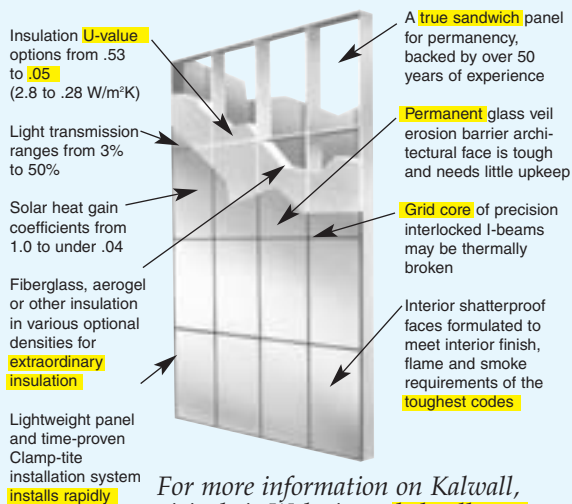 Insulation U-value
options from .53
to .05
(2.8 to .28 W/m²K)
Light transmission
ranges from 3%
to 50%
Solar heat gain
coefficients from
1.0 to under .04
Fiberglass, aerogel
or other insulation
in various optional
densities for
extraordinary
insulation
Lightweight panel
and time-proven
Clamp-tite
installation system
installs rapidly
A true sandwich panel
for permanency,
backed by over 50
years of experience
Permanent glass veil
erosion barrier archi-
tectural face is tough
and needs little upkeep
Grid core of precision
interlocked I-beams
may be thermally
broken
Interior shatterproof
faces formulated to
meet interior finish,
flame and smoke
requirements of the
toughest codes
For more information on Kalwall,